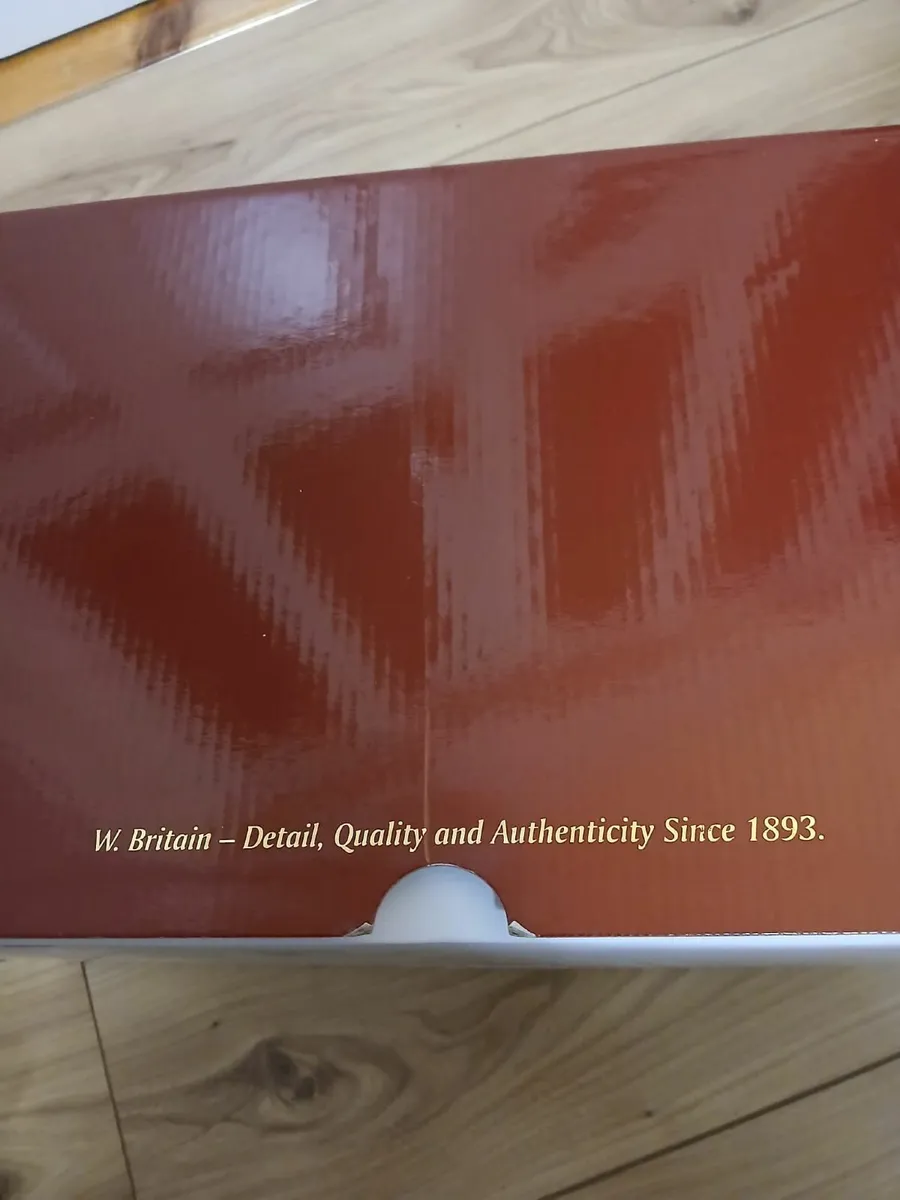 W. Britain – Detail, Quality and Authenticity Since 1893.